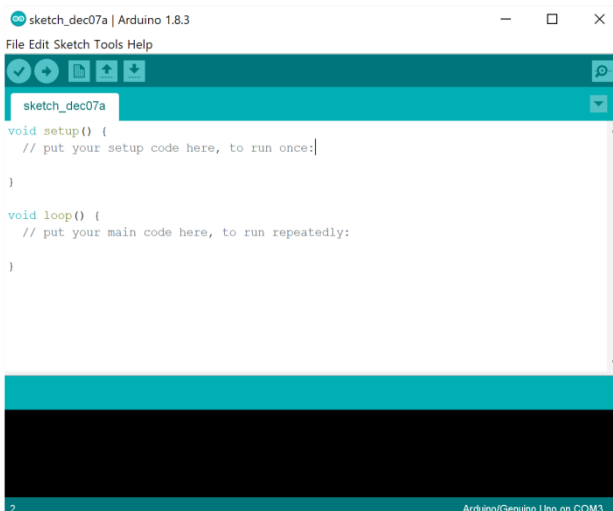 sketch_dec07a | Arduino 1.8.3
File Edit Sketch Tools Help
sketch_dec07a
void setup() {
  // put your setup code here, to run once:
}
void loop() {
  // put your main code here, to run repeatedly:
}
2
Arduino/Genuino Uno on COM3